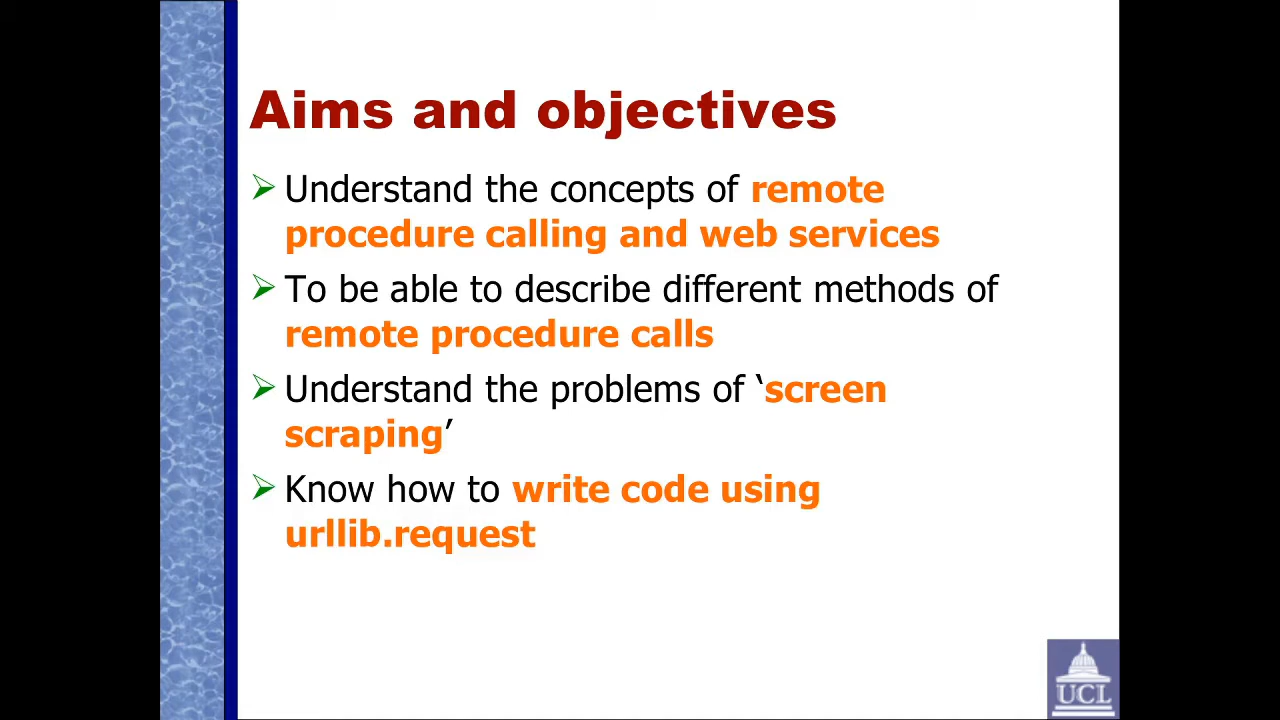 Aims and objectives
Understand the concepts of remote
procedure calling and web services
To be able to describe different methods of
remote procedure calls
Understand the problems of ‘screen
scraping’
Know how to write code using
urllib.request
UCL